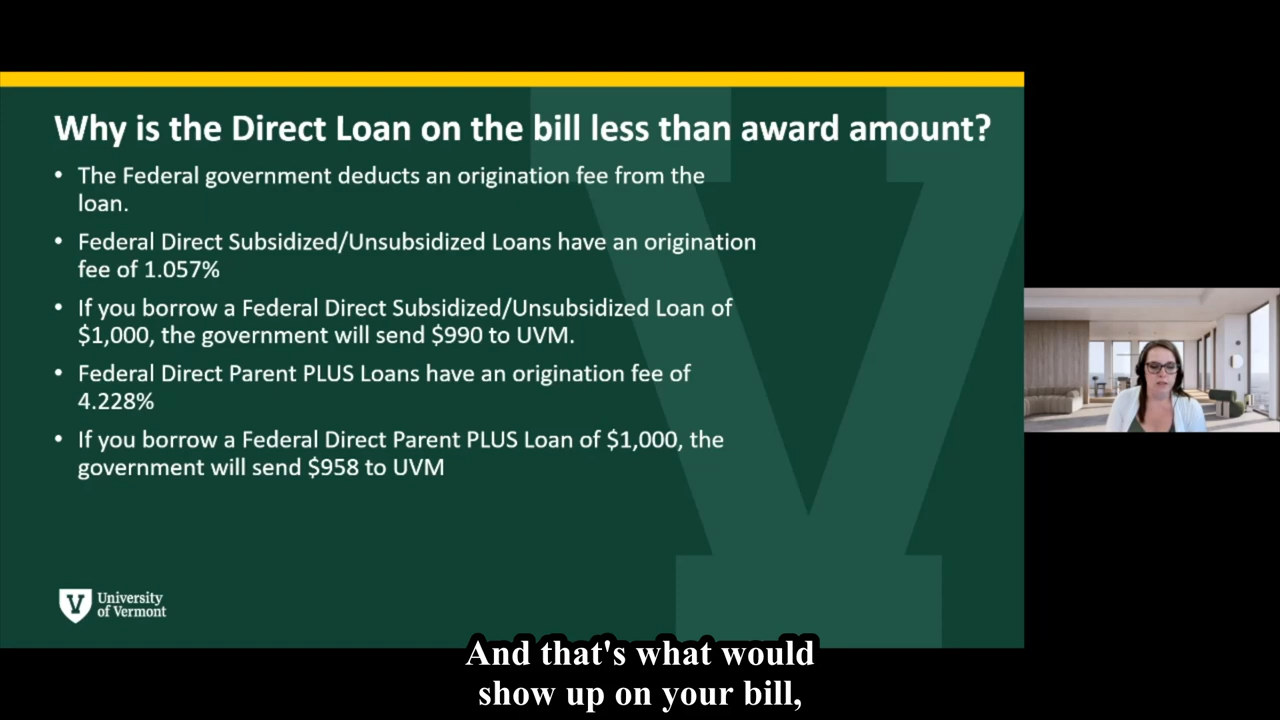 Why is the Direct Loan on the bill less than award amount?
• The Federal government deducts an origination fee from the
loan.
• Federal Direct Subsidized/Unsubsidized Loans have an origination
fee of 1.057%
• If you borrow a Federal Direct Subsidized/Unsubsidized Loan of
$1,000, the government will send $990 to UVM.
• Federal Direct Parent PLUS Loans have an origination fee of
4.228%
• If you borrow a Federal Direct Parent PLUS Loan of $1,000, the
government will send $958 to UVM
University
of Vermont
And that's what would
show up on your bill,